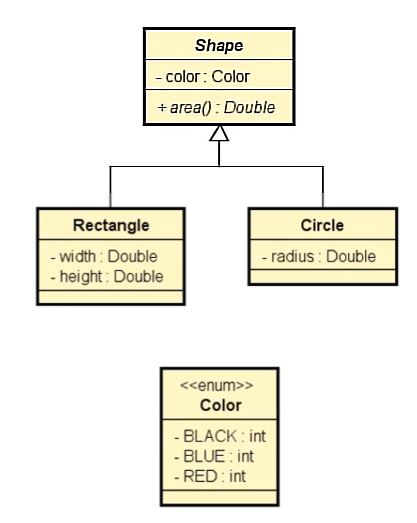 Shape
- color : Color
+ area() : Double
Rectangle
- width : Double
- height : Double
Circle
- radius : Double
<<enum>>
Color
- BLACK : int
- BLUE : int
- RED : int